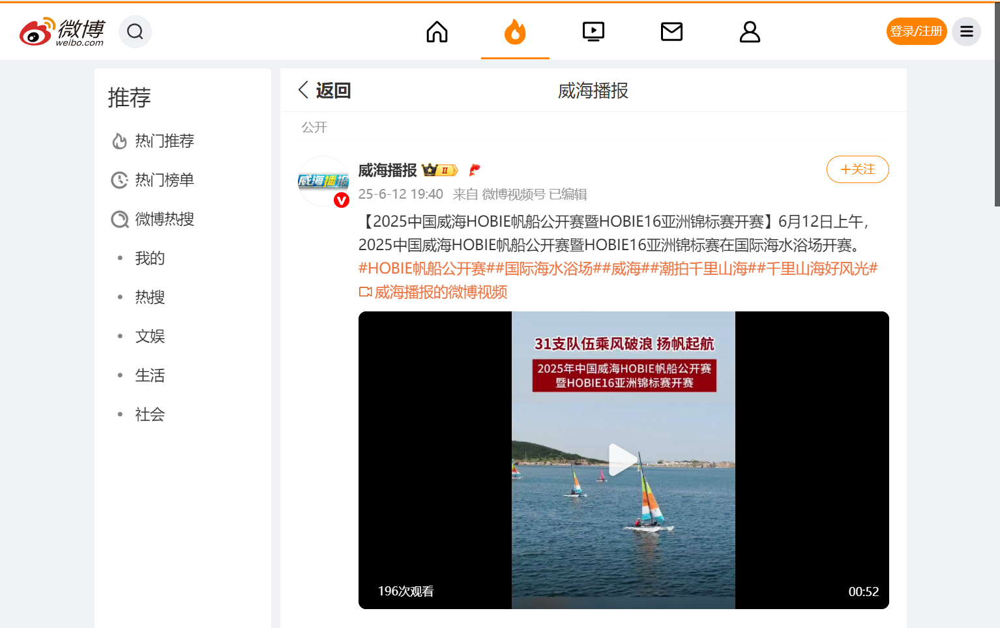 微博
weibo.com
登录/注册
推荐
热门推荐
热门榜单
微博热搜
我的
热搜
文娱
生活
社会
返回
威海播报
公开
威海播报
威海播报 II
+关注
25-6-12 19:40 来自 微博视频号 已编辑
【2025中国威海HOBIE帆船公开赛暨HOBIE16亚洲锦标赛开赛】6月12日上午，
2025中国威海HOBIE帆船公开赛暨HOBIE16亚洲锦标赛在国际海水浴场开赛。
#HOBIE帆船公开赛##国际海水浴场##威海##潮拍千里山海##千里山海好风光#
威海播报的微博视频
31支队伍乘风破浪 扬帆起航
2025年中国威海HOBIE帆船公开赛
暨HOBIE16亚洲锦标赛开赛
196次观看
00:52